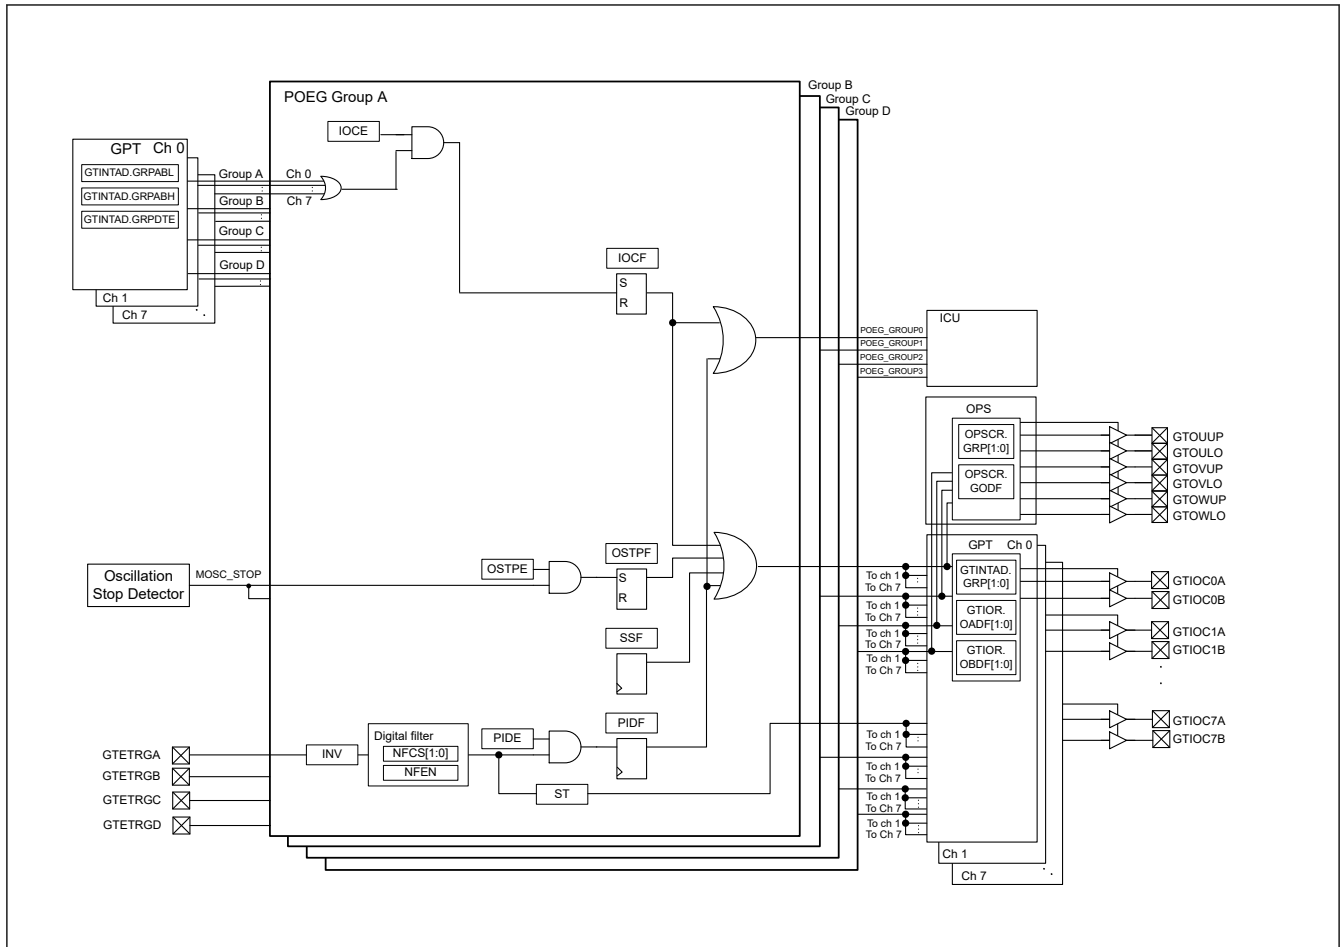 POEG Group A
Group B
Group C
Group D
IOCE
GPT Ch 0
GTINTAD.GRPABL
GTINTAD.GRPABH
GTINTAD.GRPDTE
Ch 1
Ch 7
Group A
Group B
Group C
Group D
Ch 0
Ch 7
IOCF
S
R
ICU
POEG_GROUP0
POEG_GROUP1
POEG_GROUP2
POEG_GROUP3
OPS
OPSCR.
GRP[1:0]
OPSCR.
GODF
GTOUUP
GTOULO
GTOVUP
GTOVLO
GTOWUP
GTOWLO
Oscillation
Stop Detector
MOSC_STOP
OSTPE
OSTPF
S
R
SSF
GPT Ch 0
GTINTAD.
GRP[1:0]
GTIOR.
OADF[1:0]
GTIOR.
OBDF[1:0]
To ch 1
To Ch 7
To ch 1
To Ch 7
To ch 1
To Ch 7
To ch 1
To Ch 7
GTIOC0A
GTIOC0B
GTIOC1A
GTIOC1B
GTIOC7A
GTIOC7B
GTETRGA
GTETRGB
GTETRGC
GTETRGD
INV
Digital filter
NFCS[1:0]
NFEN
PIDE
PIDF
ST
To ch 1
To Ch 7
To ch 1
To Ch 7
To ch 1
To Ch 7
To ch 1
To Ch 7
Ch 1
Ch 7